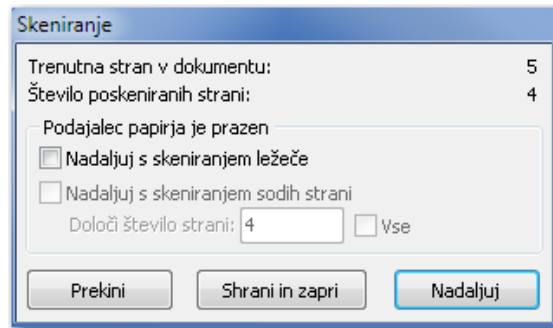 Skeniranje
Trenutna stran v dokumentu: 5
Število poskeniranih strani: 4
Podajalec papirja je prazen
Nadaljuj s skeniranjem ležeče
Nadaljuj s skeniranjem sodih strani
Določi število strani: 4 Vse
Prekini Shrani in zapri Nadaljuj